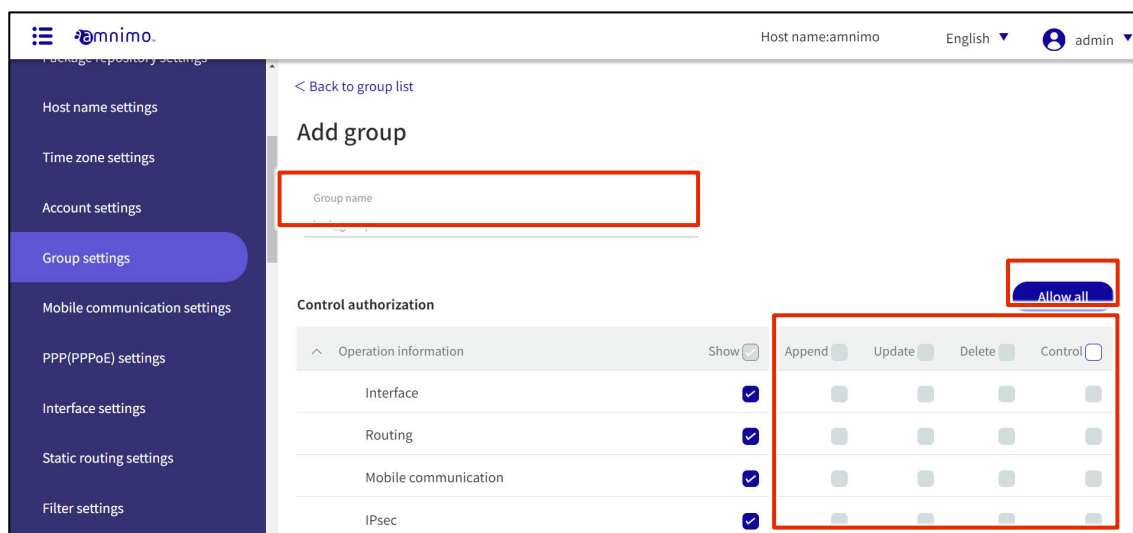 amnimo
Host name:amnimo
English
admin
Package repository settings
Host name settings
Time zone settings
Account settings
Group settings
Mobile communication settings
PPP(PPPoE) settings
Interface settings
Static routing settings
Filter settings
< Back to group list
Add group
Group name
Control authorization
Allow all
Operation information Show Append Update Delete Control
Interface
Routing
Mobile communication
IPsec